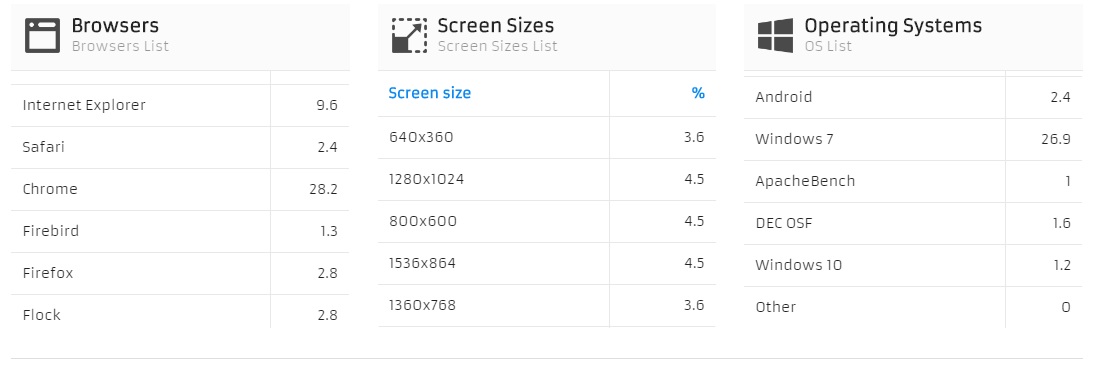 Browsers
Browsers List
Internet Explorer 9.6
Safari 2.4
Chrome 28.2
Firebird 1.3
Firefox 2.8
Flock 2.8
Screen Sizes
Screen Sizes List
Screen size %
640x360 3.6
1280x1024 4.5
800x600 4.5
1536x864 4.5
1360x768 3.6
Operating Systems
OS List
Android 2.4
Windows 7 26.9
ApacheBench 1
DEC OSF 1.6
Windows 10 1.2
Other 0